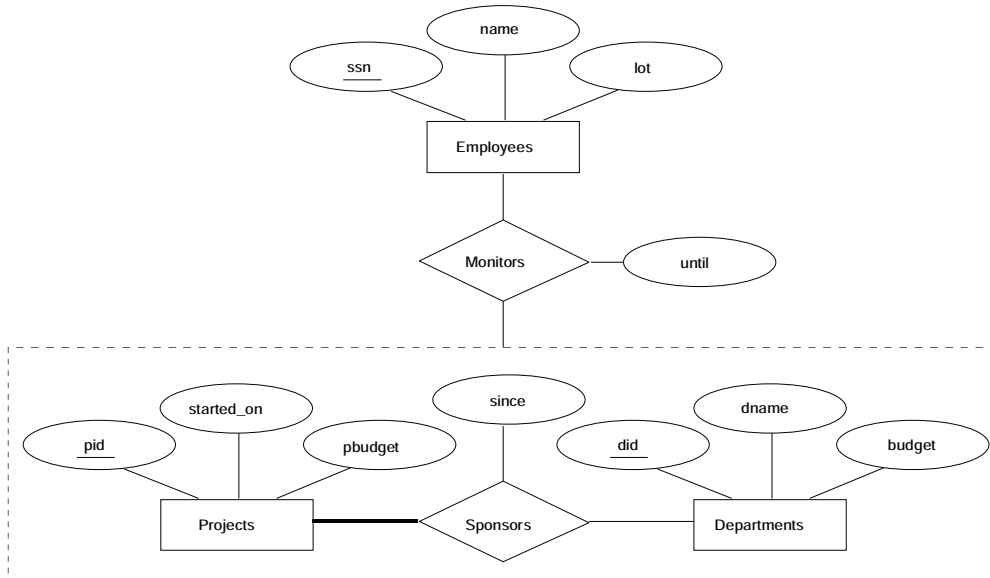 name
ssn
lot
Employees
Monitors
until
since
started_on
dname
pid
pbudget
did
budget
Projects
Sponsors
Departments